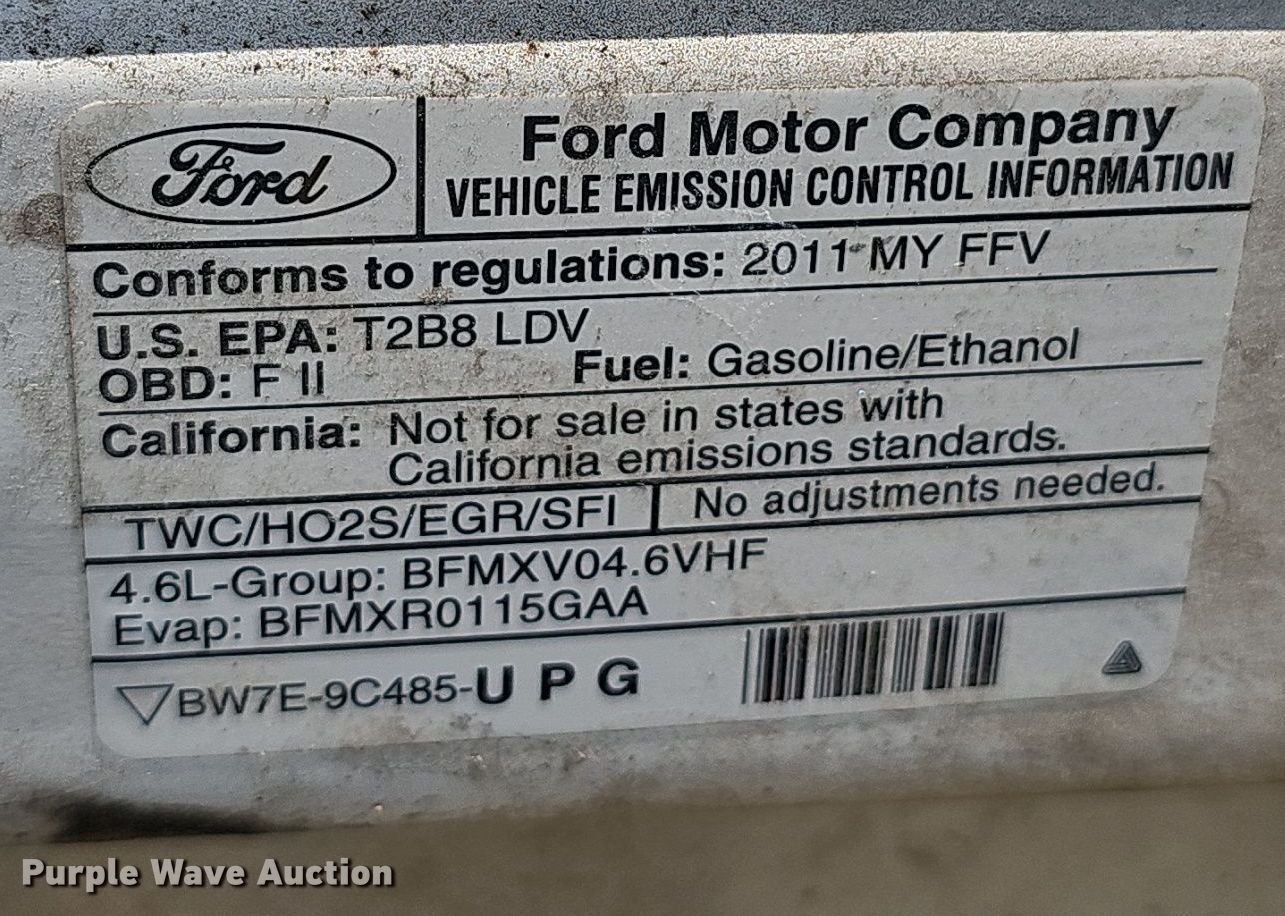 Ford
Ford Motor Company
VEHICLE EMISSION CONTROL INFORMATION
Conforms to regulations: 2011 MY FFV
U.S. EPA: T2B8 LDV
OBD: F II
Fuel: Gasoline/Ethanol
California: Not for sale in states with
California emissions standards.
TWC/HO2S/EGR/SFI
No adjustments needed.
4.6L-Group: BFMXV04.6VHF
Evap: BFMXR0115GAA
BW7E-9C485-U P G
Purple Wave Auction